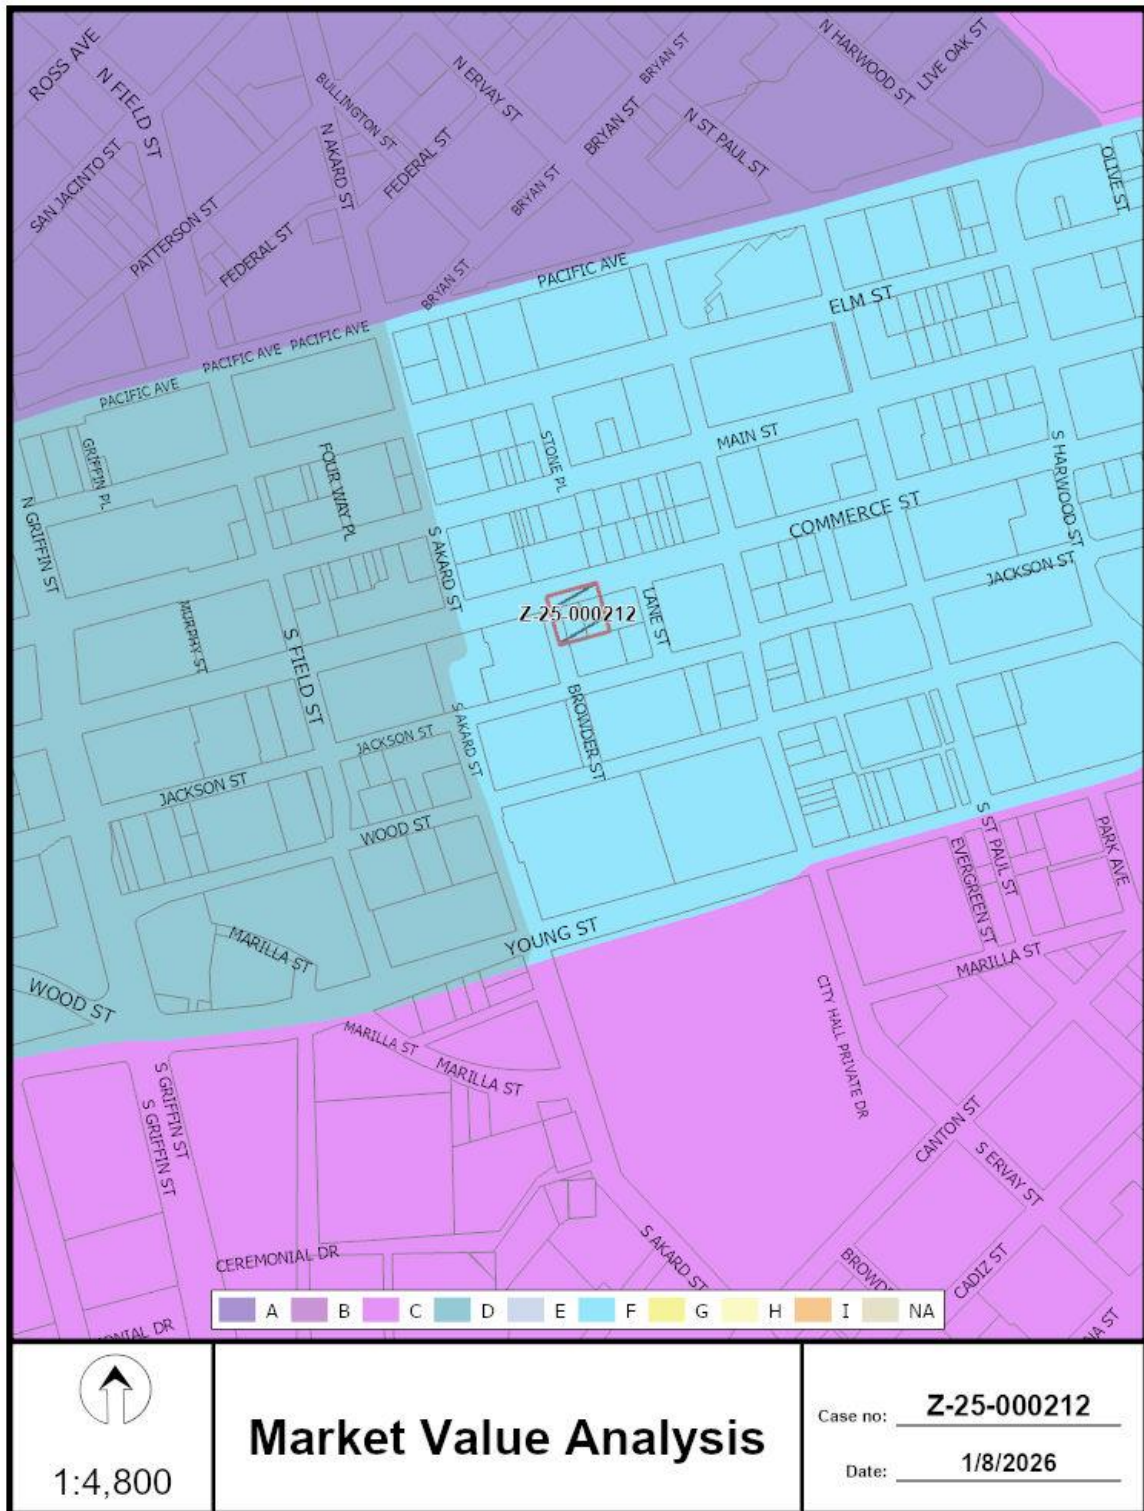 ROSS AVE
N FIELD ST
SAN JACINTO ST
PATTERSON ST
FEDERAL ST
N AKARD ST
BULLINGTON ST
FEDERAL ST
N ERVAY ST
BRYAN ST
BRYAN ST
BRYAN ST
BRYAN ST
N ST PAUL ST
N HARWOOD ST
LIVE OAK ST
OLIVE ST
PACIFIC AVE
PACIFIC AVE
PACIFIC AVE
PACIFIC AVE
ELM ST
MAIN ST
COMMERCE ST
JACKSON ST
S HARWOOD ST
GRIFFIN PL
N GRIFFIN ST
FOUR WAY PL
STONE PL
S AKARD ST
MURPHY ST
S FIELD ST
Z-25-000212
LANE ST
BROWDER ST
S AKARD ST
JACKSON ST
JACKSON ST
WOOD ST
MARILLA ST
WOOD ST
YOUNG ST
S ST PAUL ST
EVERGREEN ST
PARK AVE
MARILLA ST
CITY HALL PRIVATE DR
MARILLA ST
MARILLA ST
S GRIFFIN ST
S GRIFFIN ST
CANTON ST
S ERVAY ST
CEREMONIAL DR
S AKARD ST
BROWDE
CADIZ ST
ONIAL DR
NA ST
A B C D E F G H I NA
1:4,800
Market Value Analysis
Case no: Z-25-000212
Date: 1/8/2026